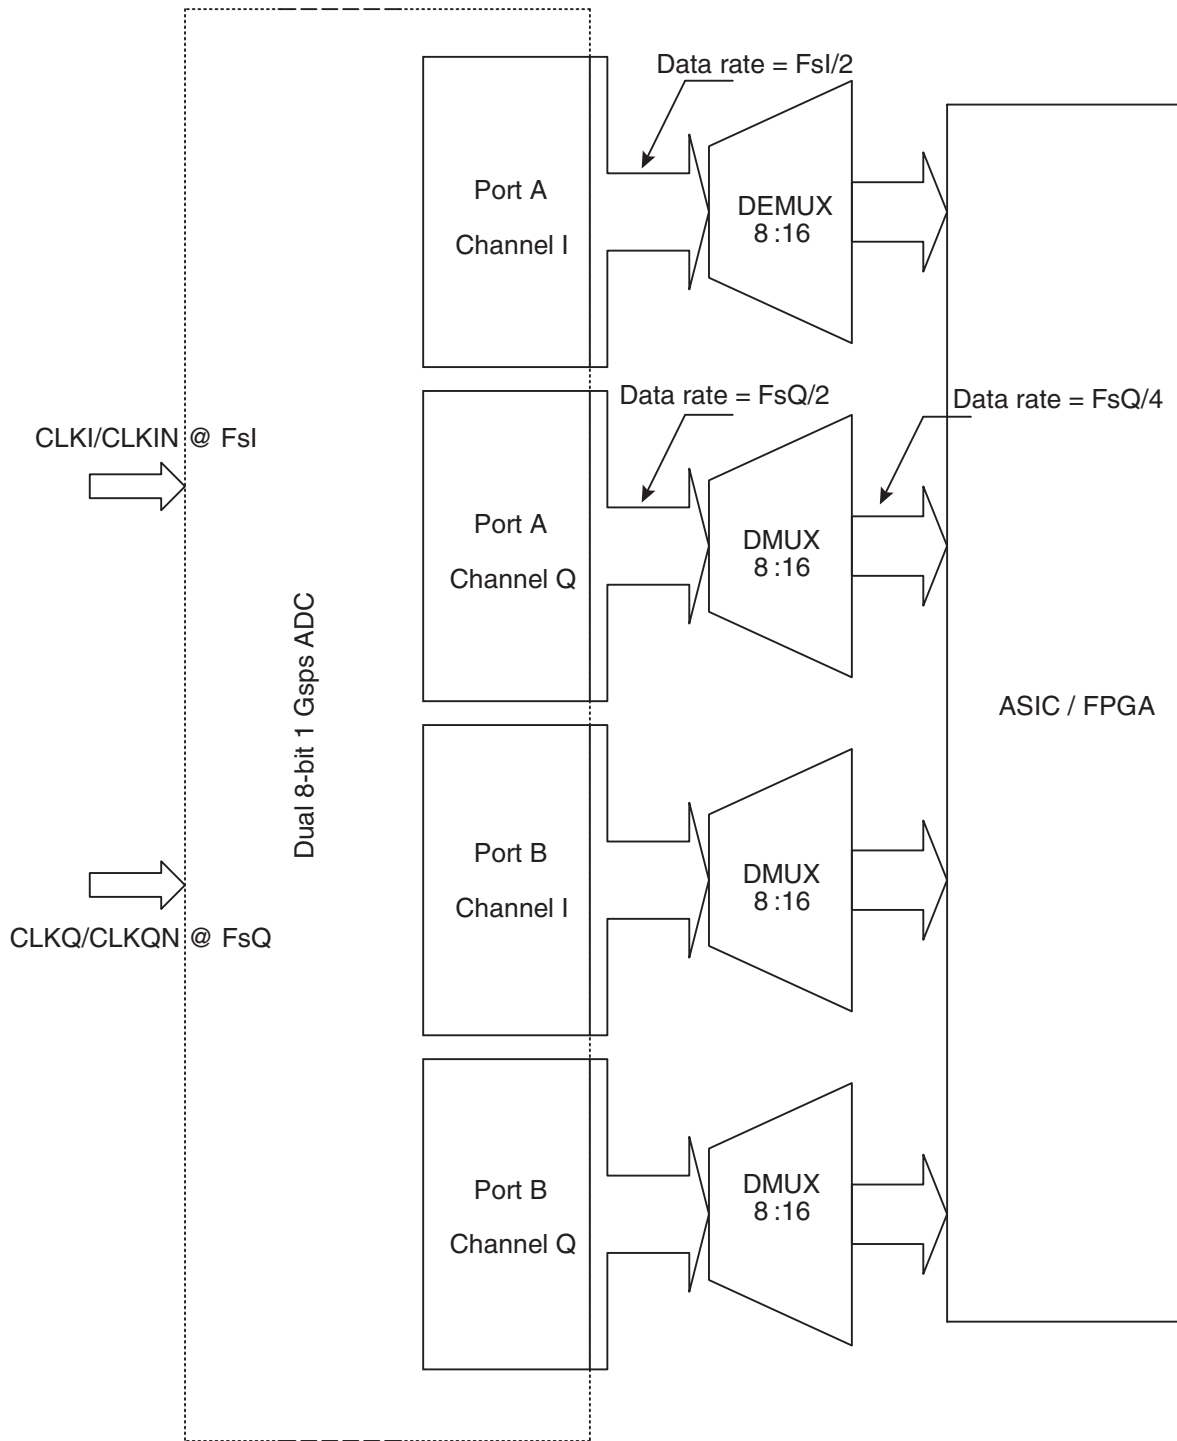 Data rate = FsI/2
Port A
Channel I
DEMUX
8 :16
Data rate = FsQ/2
Data rate = FsQ/4
CLKI/CLKIN @ FsI
Port A
Channel Q
DMUX
8 :16
Dual 8-bit 1 Gsps ADC
ASIC / FPGA
Port B
Channel I
DMUX
8 :16
CLKQ/CLKQN @ FsQ
Port B
Channel Q
DMUX
8 :16